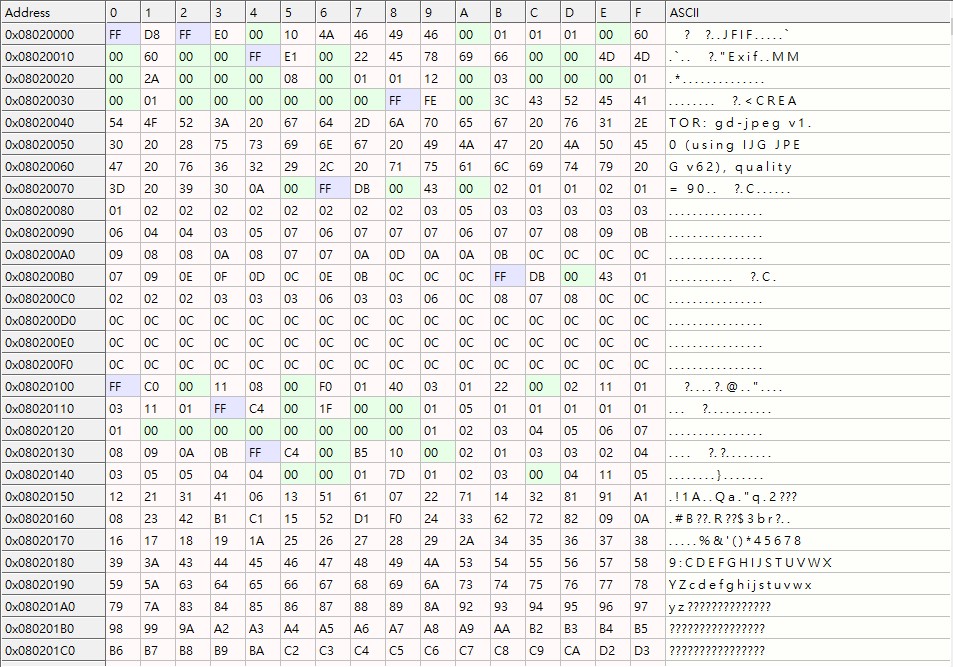 Address 0 1 2 3 4 5 6 7 8 9 A B C D E F ASCII
0x08020000 FF D8 FF E0 00 10 4A 46 49 46 00 01 01 01 00 60 ? ?..JFIF.....`
0x08020010 00 60 00 00 FF E1 00 22 45 78 69 66 00 00 4D 4D .`.. ?."Exif..MM
0x08020020 00 2A 00 00 00 08 00 01 01 12 00 03 00 00 00 01 .*..............
0x08020030 00 01 00 00 00 00 00 00 FF FE 00 3C 43 52 45 41 ........ ?.<CREA
0x08020040 54 4F 52 3A 20 67 64 2D 6A 70 65 67 20 76 31 2E TOR: gd-jpeg v1.
0x08020050 30 20 28 75 73 69 6E 67 20 49 4A 47 20 4A 50 45 0 (using IJG JPE
0x08020060 47 20 76 36 32 29 2C 20 71 75 61 6C 69 74 79 20 G v62), quality
0x08020070 3D 20 39 30 0A 00 FF DB 00 43 00 02 01 01 02 01 = 90.. ?.C......
0x08020080 01 02 02 02 02 02 02 02 02 03 05 03 03 03 03 03 ................
0x08020090 06 04 04 03 05 07 06 07 07 07 06 07 07 08 09 0B ................
0x080200A0 09 08 08 0A 08 07 07 0A 0D 0A 0A 0B 0C 0C 0C 0C ................
0x080200B0 07 09 0E 0F 0D 0C 0E 0B 0C 0C 0C FF DB 00 43 01 ........... ?.C.
0x080200C0 02 02 02 03 03 03 06 03 03 06 0C 08 07 08 0C 0C ................
0x080200D0 0C 0C 0C 0C 0C 0C 0C 0C 0C 0C 0C 0C 0C 0C 0C 0C ................
0x080200E0 0C 0C 0C 0C 0C 0C 0C 0C 0C 0C 0C 0C 0C 0C 0C 0C ................
0x080200F0 0C 0C 0C 0C 0C 0C 0C 0C 0C 0C 0C 0C 0C 0C 0C 0C ................
0x08020100 FF C0 00 11 08 00 F0 01 40 03 01 22 00 02 11 01 ?....?.@.."....
0x08020110 03 11 01 FF C4 00 1F 00 00 01 05 01 01 01 01 01 ... ?...........
0x08020120 01 00 00 00 00 00 00 00 00 01 02 03 04 05 06 07 ................
0x08020130 08 09 0A 0B FF C4 00 B5 10 00 02 01 03 03 02 04 .... ?.?........
0x08020140 03 05 05 04 04 00 00 01 7D 01 02 03 00 04 11 05 ........}.......
0x08020150 12 21 31 41 06 13 51 61 07 22 71 14 32 81 91 A1 .!1A..Qa."q.2???
0x08020160 08 23 42 B1 C1 15 52 D1 F0 24 33 62 72 82 09 0A .#B??.R??$3br?..
0x08020170 16 17 18 19 1A 25 26 27 28 29 2A 34 35 36 37 38 .....%&'()*45678
0x08020180 39 3A 43 44 45 46 47 48 49 4A 53 54 55 56 57 58 9:CDEFGHIJSTUVWX
0x08020190 59 5A 63 64 65 66 67 68 69 6A 73 74 75 76 77 78 YZcdefghijstuvwx
0x080201A0 79 7A 83 84 85 86 87 88 89 8A 92 93 94 95 96 97 yz??????????????
0x080201B0 98 99 9A A2 A3 A4 A5 A6 A7 A8 A9 AA B2 B3 B4 B5 ????????????????
0x080201C0 B6 B7 B8 B9 BA C2 C3 C4 C5 C6 C7 C8 C9 CA D2 D3 ????????????????